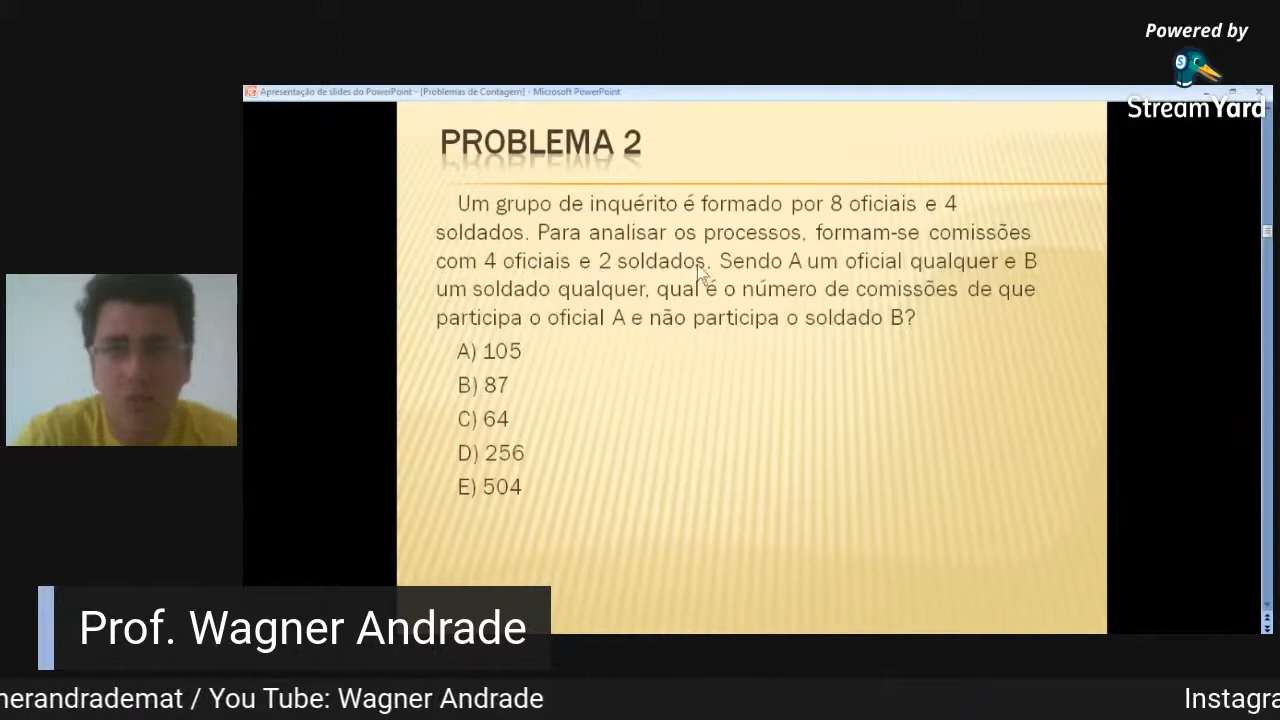 Powered by
StreamYard
Apresentação de slides do PowerPoint - [Problemas de Contagem] - Microsoft PowerPoint
PROBLEMA 2
Um grupo de inquérito é formado por 8 oficiais e 4
soldados. Para analisar os processos, formam-se comissões
com 4 oficiais e 2 soldados. Sendo A um oficial qualquer e B
um soldado qualquer, qual é o número de comissões de que
participa o oficial A e não participa o soldado B?
A) 105
B) 87
C) 64
D) 256
E) 504
Prof. Wagner Andrade
nerandrademat / You Tube: Wagner Andrade
Instagra